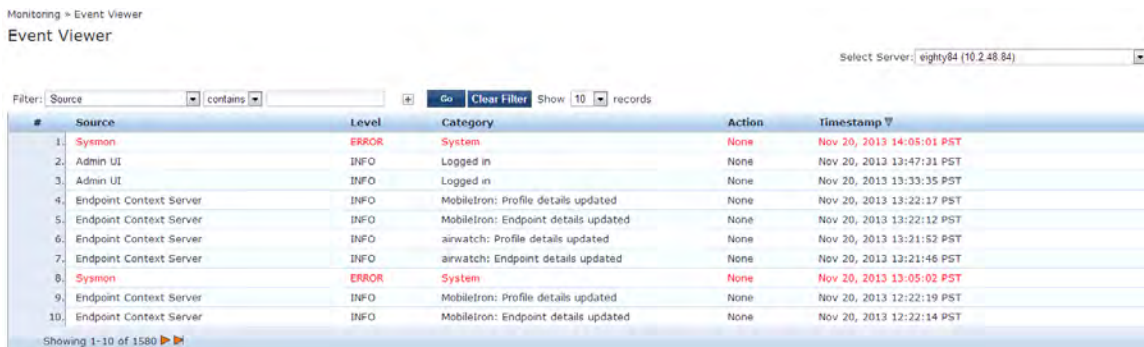 Monitoring » Event Viewer
Event Viewer
Select Server: eighty84 (10.2.48.84)
Filter: Source contains + Go Clear Filter Show 10 records
# Source Level Category Action Timestamp ▽
1. Sysmon ERROR System None Nov 20, 2013 14:05:01 PST
2. Admin UI INFO Logged in None Nov 20, 2013 13:47:31 PST
3. Admin UI INFO Logged in None Nov 20, 2013 13:33:35 PST
4. Endpoint Context Server INFO MobileIron: Profile details updated None Nov 20, 2013 13:22:17 PST
5. Endpoint Context Server INFO MobileIron: Endpoint details updated None Nov 20, 2013 13:22:12 PST
6. Endpoint Context Server INFO airwatch: Profile details updated None Nov 20, 2013 13:21:52 PST
7. Endpoint Context Server INFO airwatch: Endpoint details updated None Nov 20, 2013 13:21:46 PST
8. Sysmon ERROR System None Nov 20, 2013 13:05:02 PST
9. Endpoint Context Server INFO MobileIron: Profile details updated None Nov 20, 2013 12:22:19 PST
10. Endpoint Context Server INFO MobileIron: Endpoint details updated None Nov 20, 2013 12:22:14 PST
Showing 1-10 of 1580